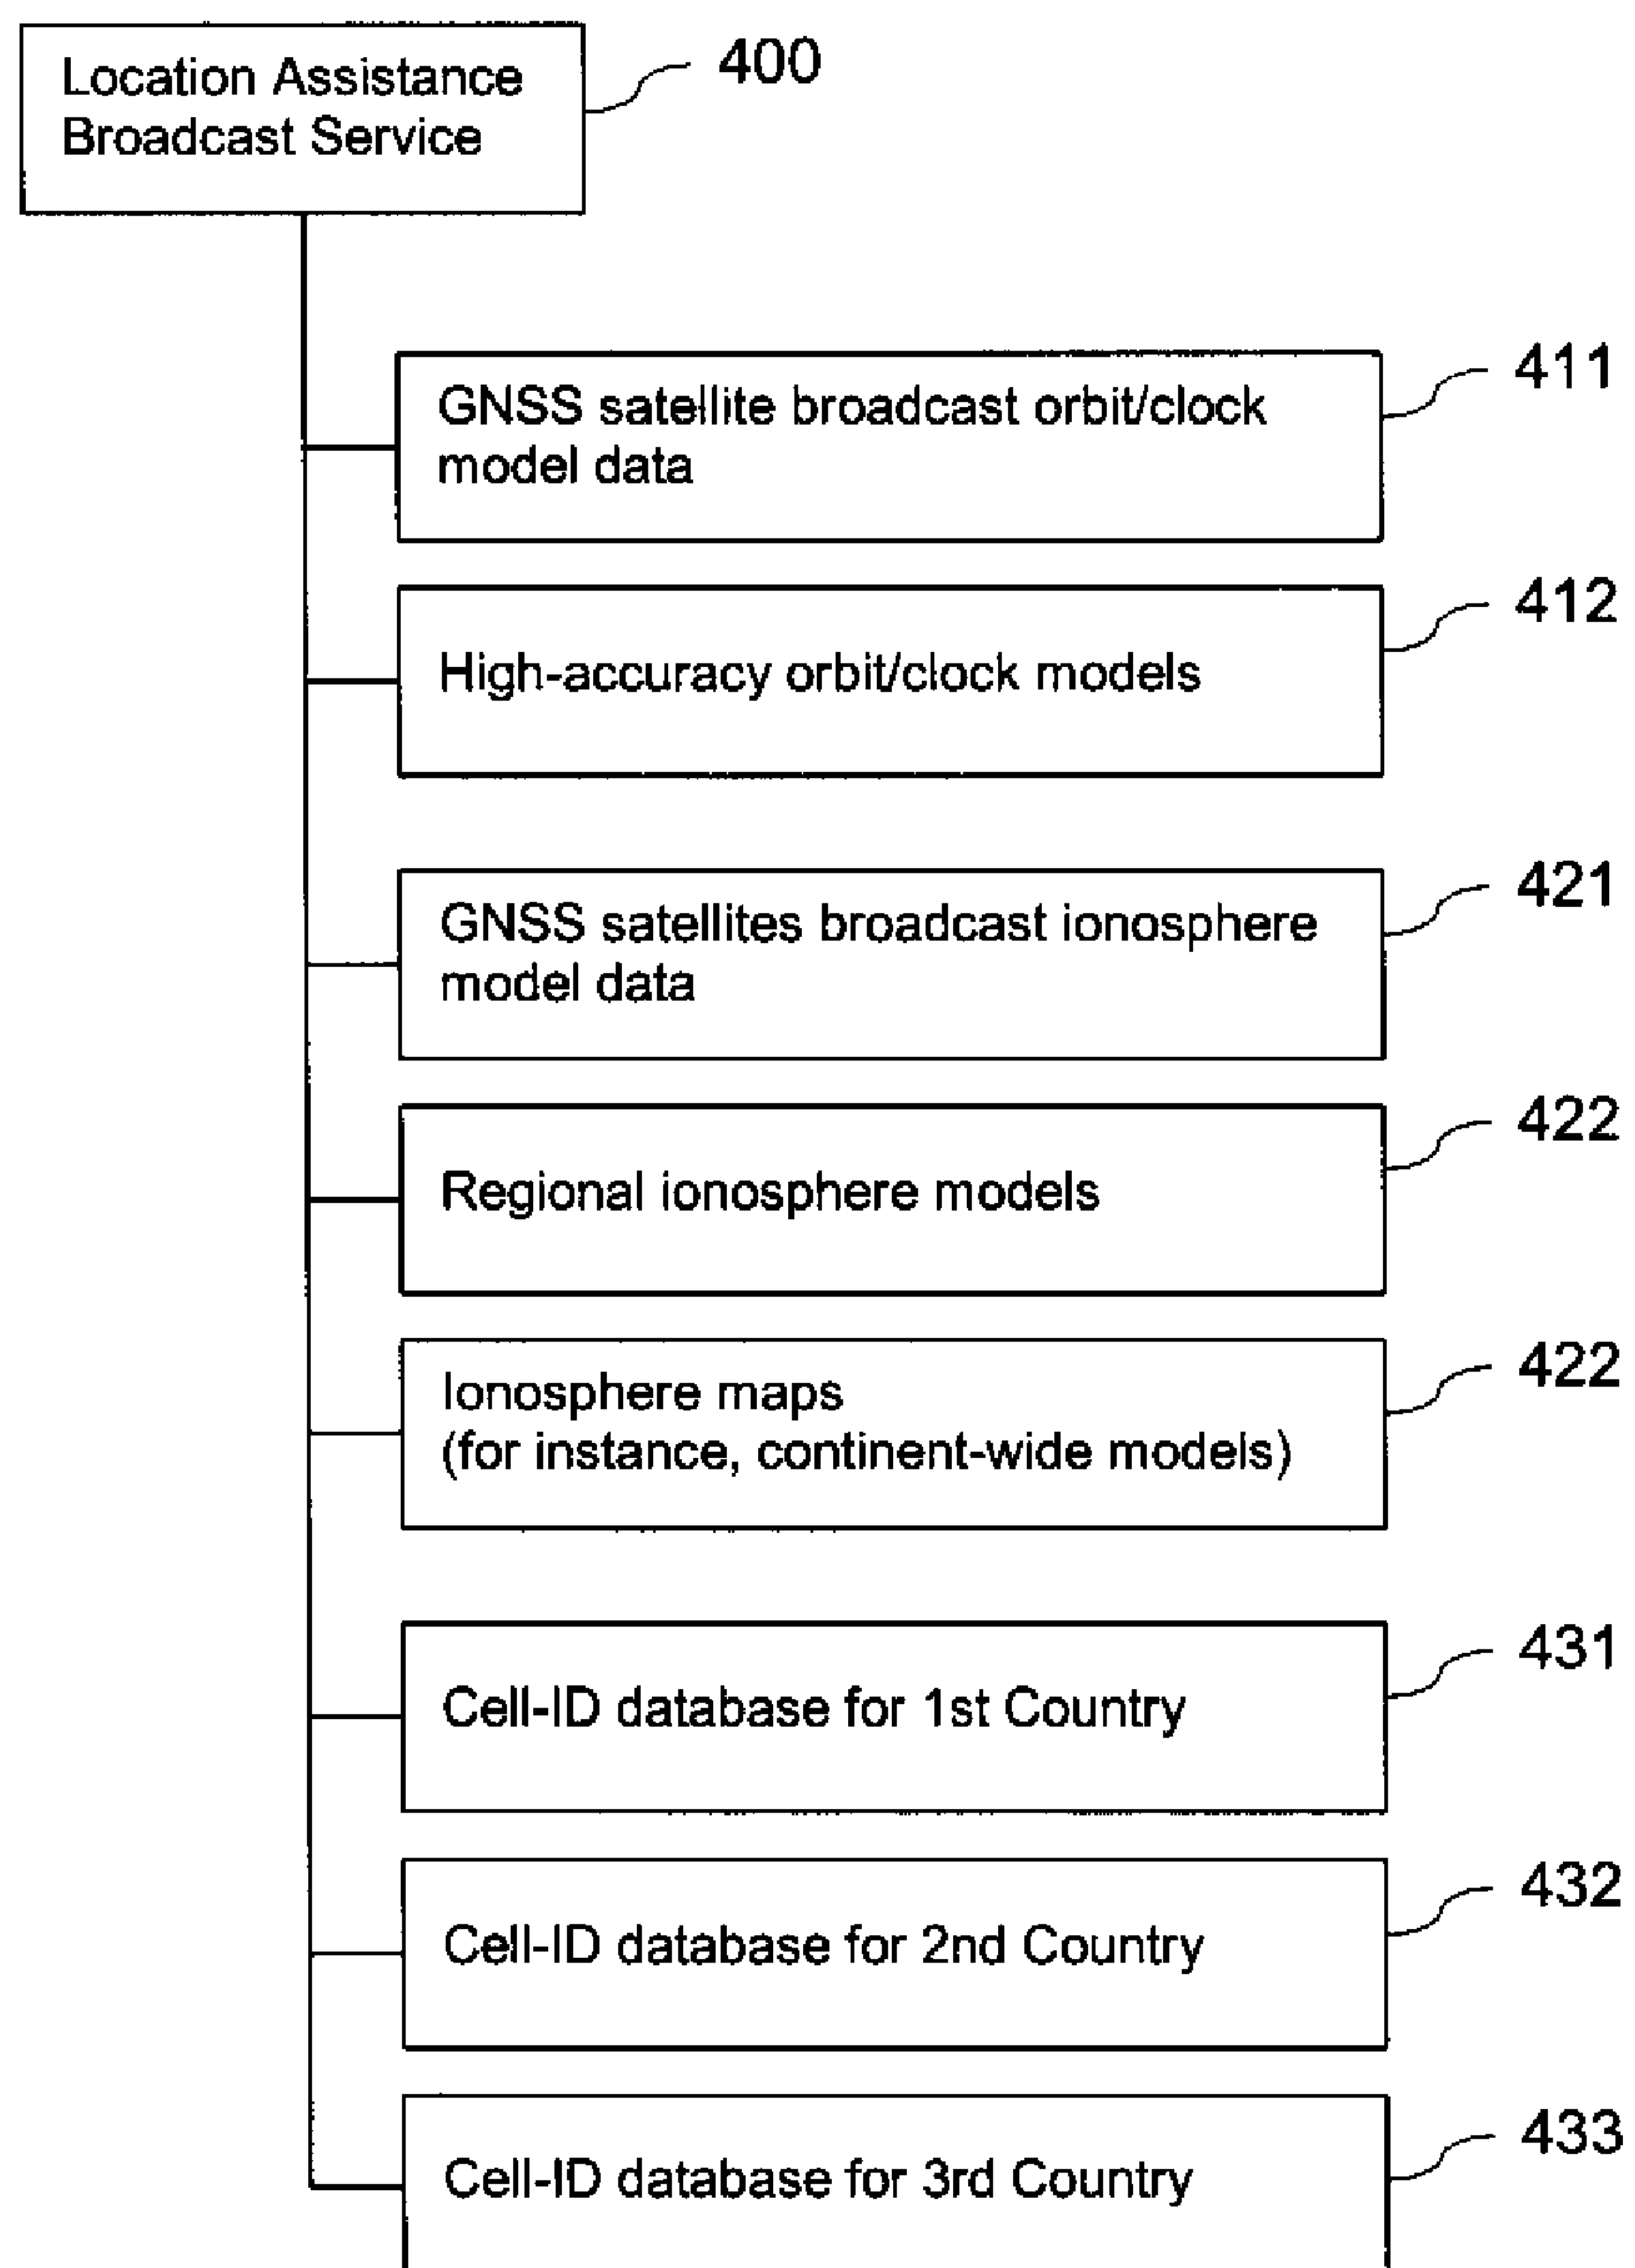 Location Assistance
Broadcast Service
400
GNSS satellite broadcast orbit/clock
model data
411
High-accuracy orbit/clock models
412
GNSS satellites broadcast ionosphere
model data
421
Regional ionosphere models
422
Ionosphere maps
(for instance, continent-wide models)
422
Cell-ID database for 1st Country
431
Cell-ID database for 2nd Country
432
Cell-ID database for 3rd Country
433